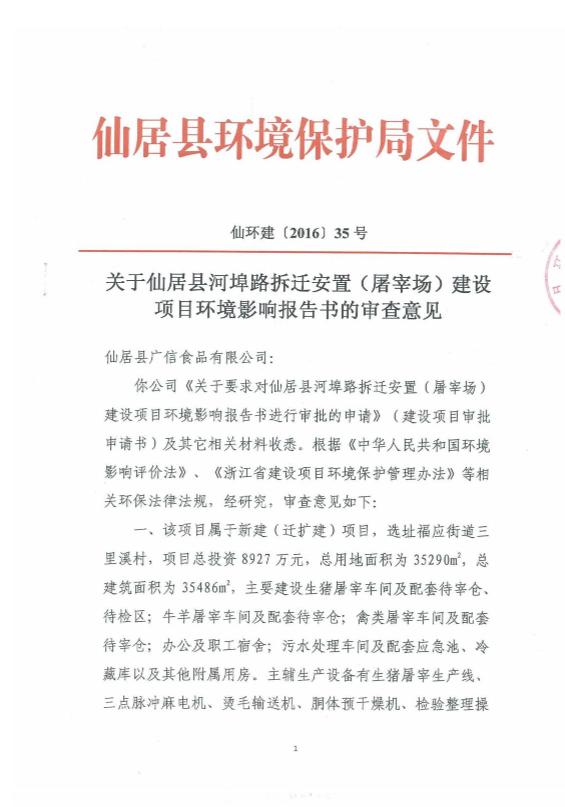 仙居县环境保护局文件
仙环建〔2016〕35号
关于仙居县河埠路拆迁安置（屠宰场）建设
项目环境影响报告书的审查意见
仙居县广信食品有限公司：
你公司《关于要求对仙居县河埠路拆迁安置（屠宰场）
建设项目环境影响报告书进行审批的申请》（建设项目审批
申请书）及其它相关材料收悉。根据《中华人民共和国环境
影响评价法》、《浙江省建设项目环境保护管理办法》等相
关环保法律法规，经研究，审查意见如下：
一、该项目属于新建（迁扩建）项目，选址福应街道三
里溪村，项目总投资8927万元，总用地面积为35290㎡，总
建筑面积为35486㎡，主要建设生猪屠宰车间及配套待宰仓、
待检区；牛羊屠宰车间及配套待宰仓；禽类屠宰车间及配套
待宰仓；办公及职工宿舍；污水处理车间及配套应急池、冷
藏库以及其他附属用房。主辅生产设备有生猪屠宰生产线、
三点脉冲麻电机、烫毛输送机、胴体预干燥机、检验整理操
1